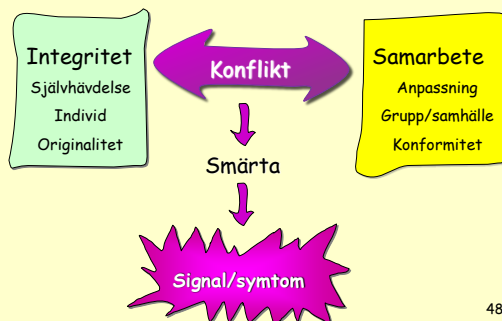 Integritet
Självhävdelse
Individ
Originalitet
Konflikt
Samarbete
Anpassning
Grupp/samhälle
Konformitet
Smärta
Signal/symtom
48